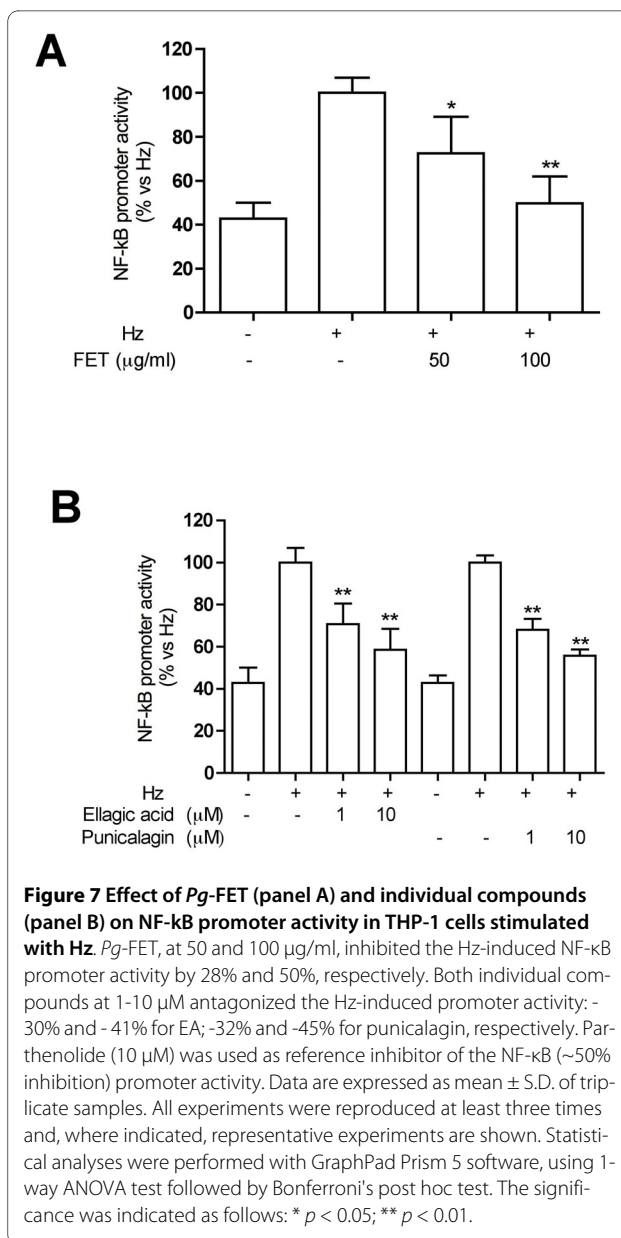 A
120
100
80
60
40
20
0
NF-kB promoter activity
(% vs Hz)
*
**
Hz - + + +
FET (μg/ml) - - 50 100
B
120
100
80
60
40
20
0
NF-kB promoter activity
(% vs Hz)
** ** ** **
Hz - + + + - + + +
Ellagic acid (μM) - - 1 10
Punicalagin (μM) - - 1 10
Figure 7 Effect of Pg-FET (panel A) and individual compounds
(panel B) on NF-kB promoter activity in THP-1 cells stimulated
with Hz. Pg-FET, at 50 and 100 μg/ml, inhibited the Hz-induced NF-κB
promoter activity by 28% and 50%, respectively. Both individual com-
pounds at 1-10 μM antagonized the Hz-induced promoter activity: -
30% and - 41% for EA; -32% and -45% for punicalagin, respectively. Par-
thenolide (10 μM) was used as reference inhibitor of the NF-κB (~50%
inhibition) promoter activity. Data are expressed as mean ± S.D. of trip-
licate samples. All experiments were reproduced at least three times
and, where indicated, representative experiments are shown. Statisti-
cal analyses were performed with GraphPad Prism 5 software, using 1-
way ANOVA test followed by Bonferroni's post hoc test. The signifi-
cance was indicated as follows: * p < 0.05; ** p < 0.01.